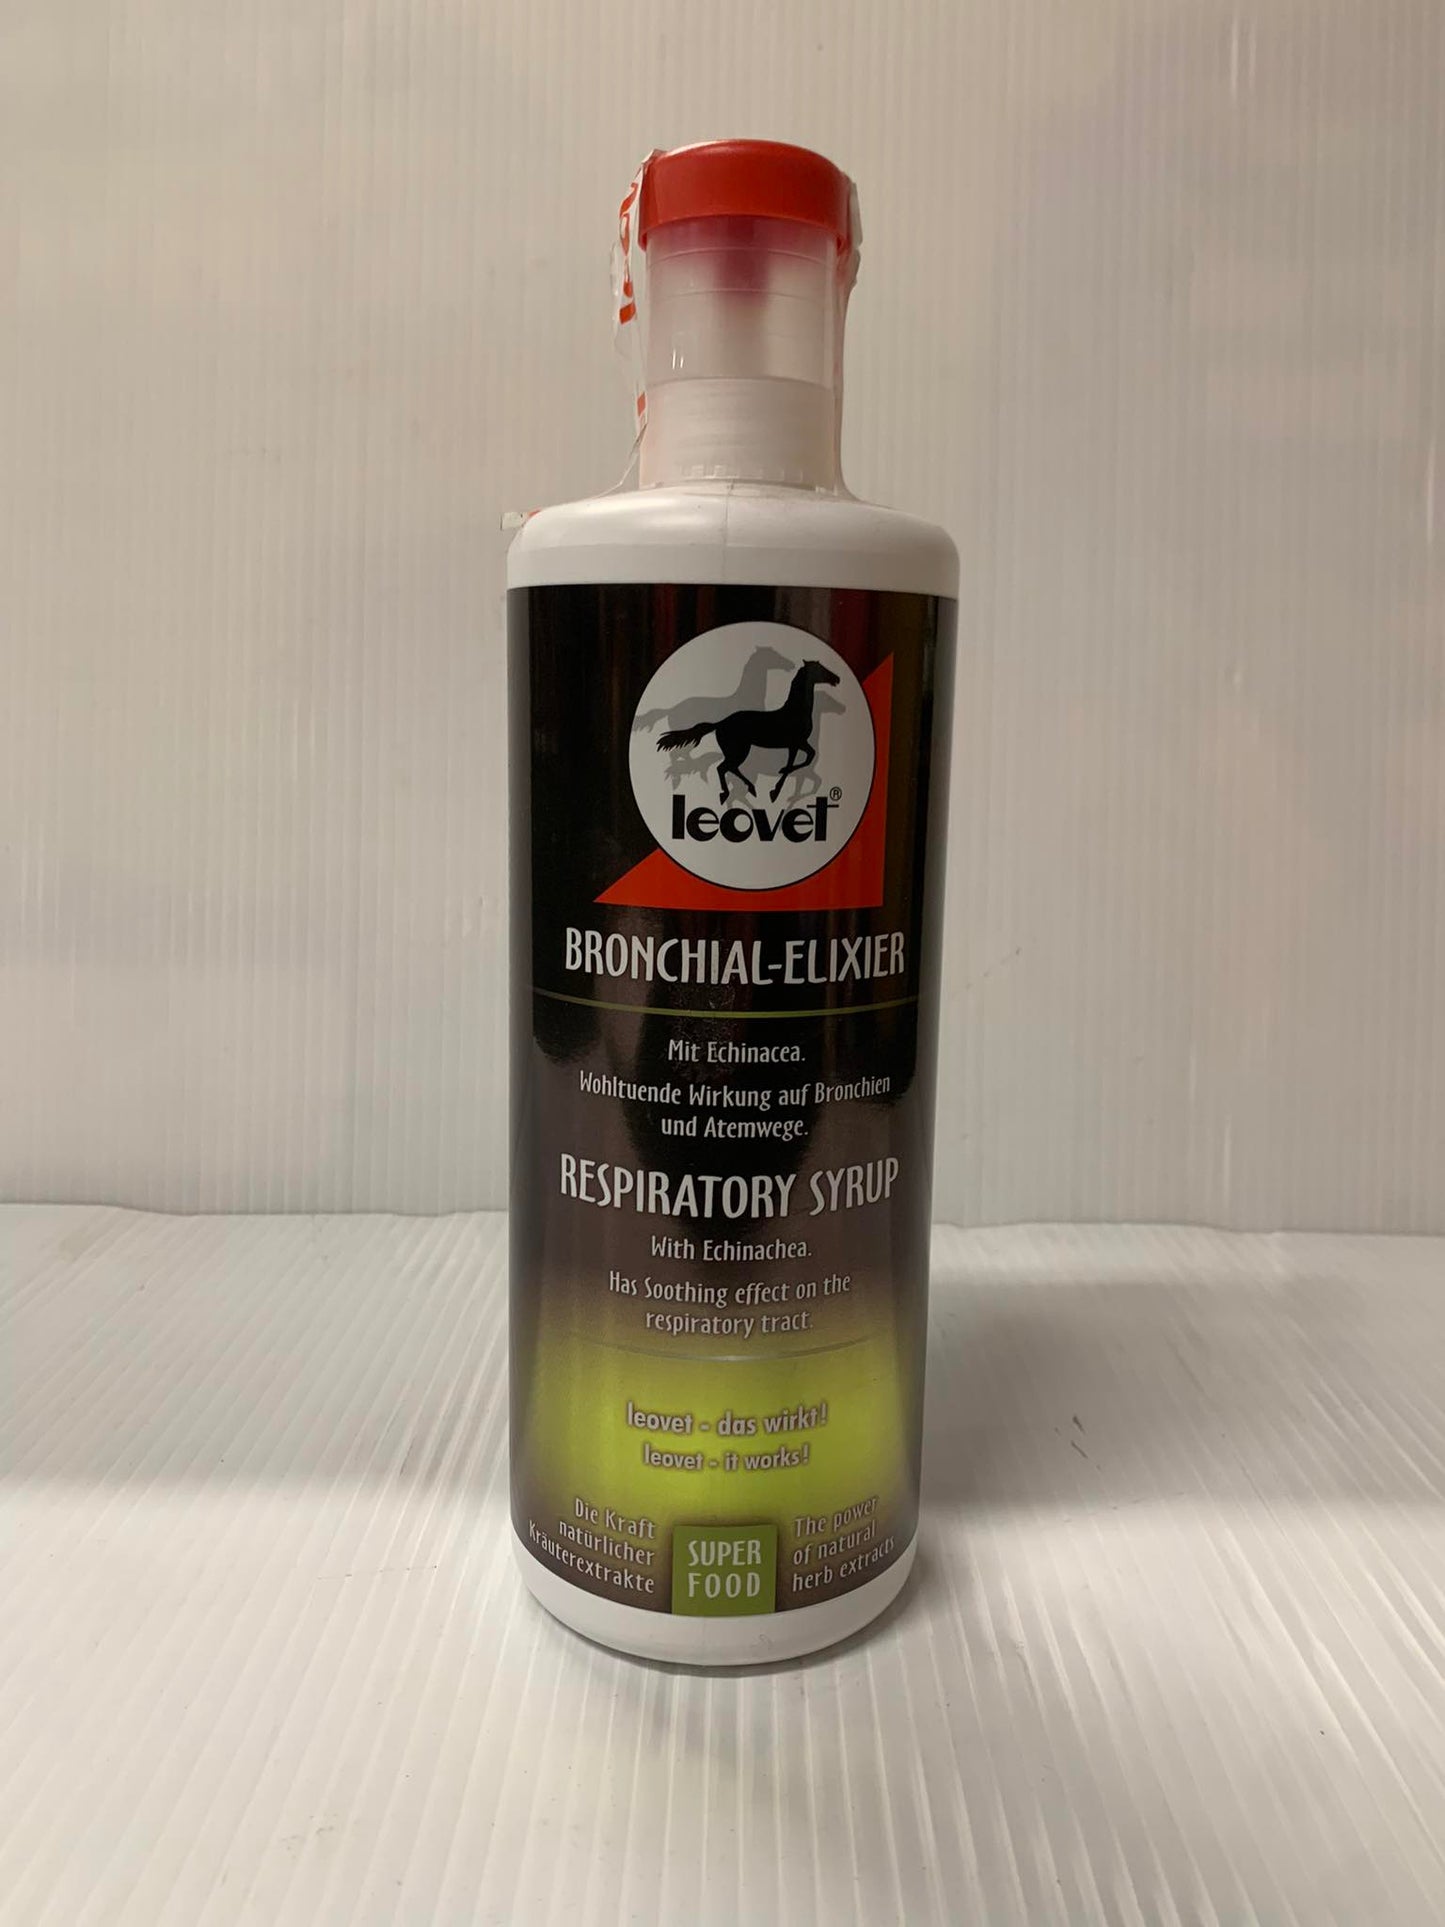 leovet®
BRONCHIAL-ELIXIER
Mit Echinacea.
Wohltuende Wirkung auf Bronchien
und Atemwege.
RESPIRATORY SYRUP
With Echinachea.
Has Soothing effect on the
respiratory tract.
leovet - das wirkt!
leovet - it works!
Die Kraft
natürlicher
Kräuterextrakte
SUPER
FOOD
The power
of natural
herb extracts